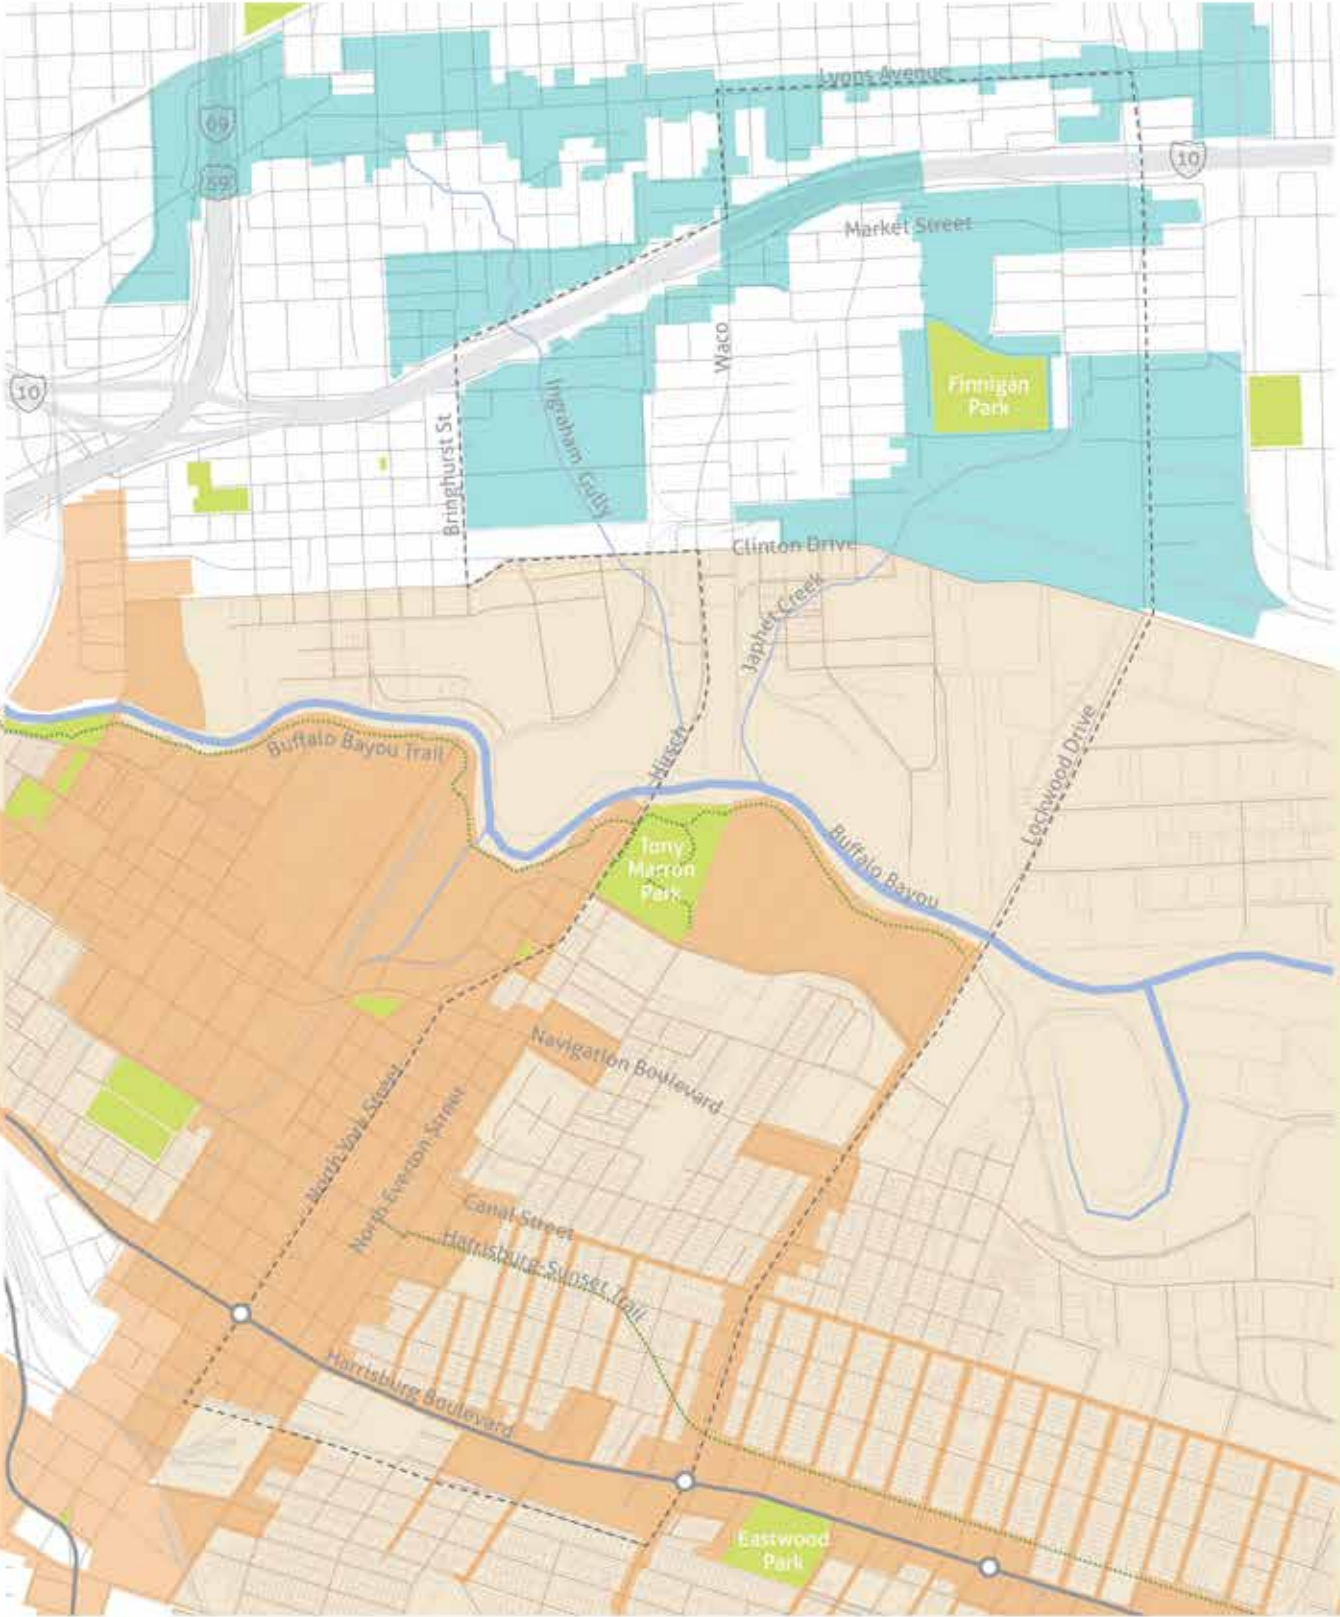 Lyons Avenue
69
59
10
Market Street
Waco
10
Finnigan
Park
Ingraham Gully
Bringhurst St
Clinton Drive
Japhet Creek
Hirsch
Lockwood Drive
Buffalo Bayou Trail
Tony
Marron
Park
Buffalo Bayou
Navigation Boulevard
North York Street
North Everton Street
Canal Street
Harrisburg-Sunset Trail
Harrisburg Boulevard
Eastwood
Park